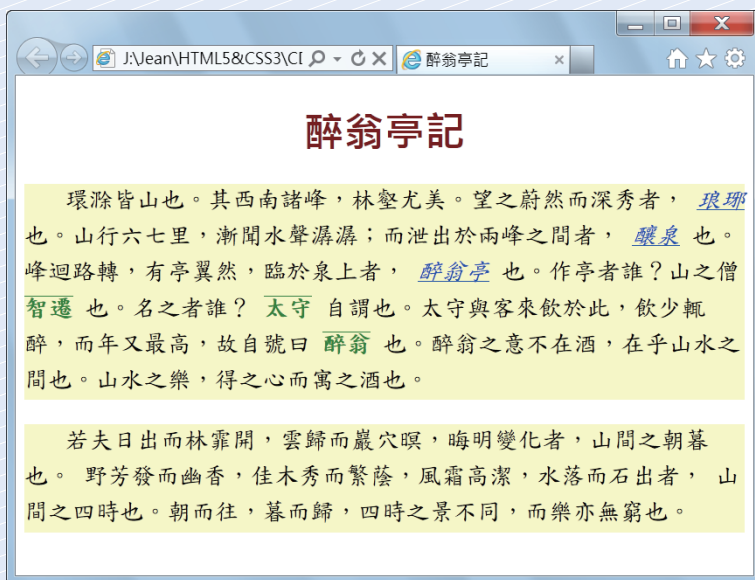 J:\Jean\HTML5&CSS3\CI
醉翁亭記
醉翁亭記
環滁皆山也。其西南諸峰，林壑尤美。望之蔚然而深秀者， 琅琊
也。山行六七里，漸聞水聲潺潺；而泄出於兩峰之間者， 釀泉 也。
峰迴路轉，有亭翼然，臨於泉上者， 醉翁亭 也。作亭者誰？山之僧
智遷 也。名之者誰？ 太守 自謂也。太守與客來飲於此，飲少輒
醉，而年又最高，故自號曰 醉翁 也。醉翁之意不在酒，在乎山水之
間也。山水之樂，得之心而寓之酒也。
若夫日出而林霏開，雲歸而巖穴暝，晦明變化者，山間之朝暮
也。 野芳發而幽香，佳木秀而繁蔭，風霜高潔，水落而石出者， 山
間之四時也。朝而往，暮而歸，四時之景不同，而樂亦無窮也。